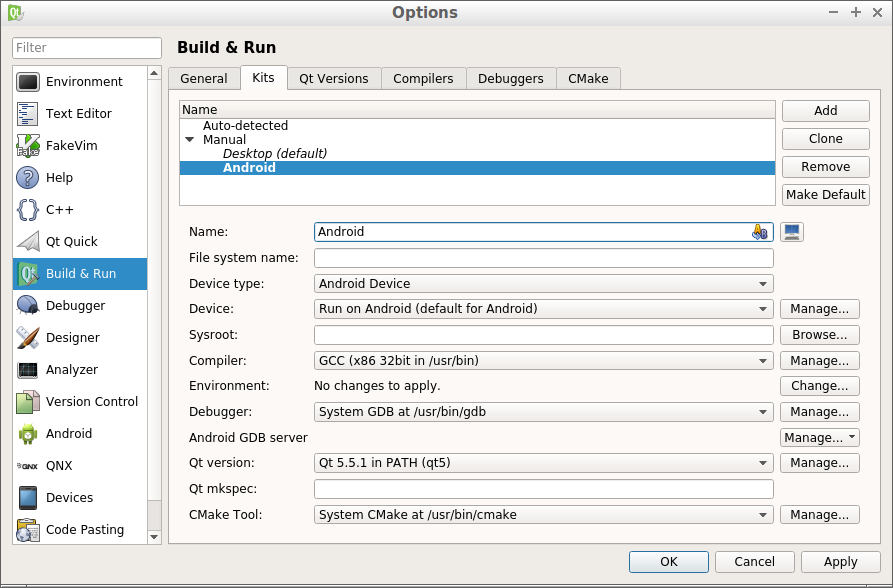 Options
Filter
Build & Run
Environment
Text Editor
FakeVim
Help
C++
Qt Quick
Build & Run
Debugger
Designer
Analyzer
Version Control
Android
QNX
Devices
Code Pasting
General Kits Qt Versions Compilers Debuggers CMake
Name
Auto-detected
Manual
Desktop (default)
Android
Add
Clone
Remove
Make Default
Name: Android
File system name:
Device type: Android Device
Device: Run on Android (default for Android) Manage...
Sysroot: Browse...
Compiler: GCC (x86 32bit in /usr/bin) Manage...
Environment: No changes to apply. Change...
Debugger: System GDB at /usr/bin/gdb Manage...
Android GDB server Manage...
Qt version: Qt 5.5.1 in PATH (qt5) Manage...
Qt mkspec:
CMake Tool: System CMake at /usr/bin/cmake Manage...
OK Cancel Apply